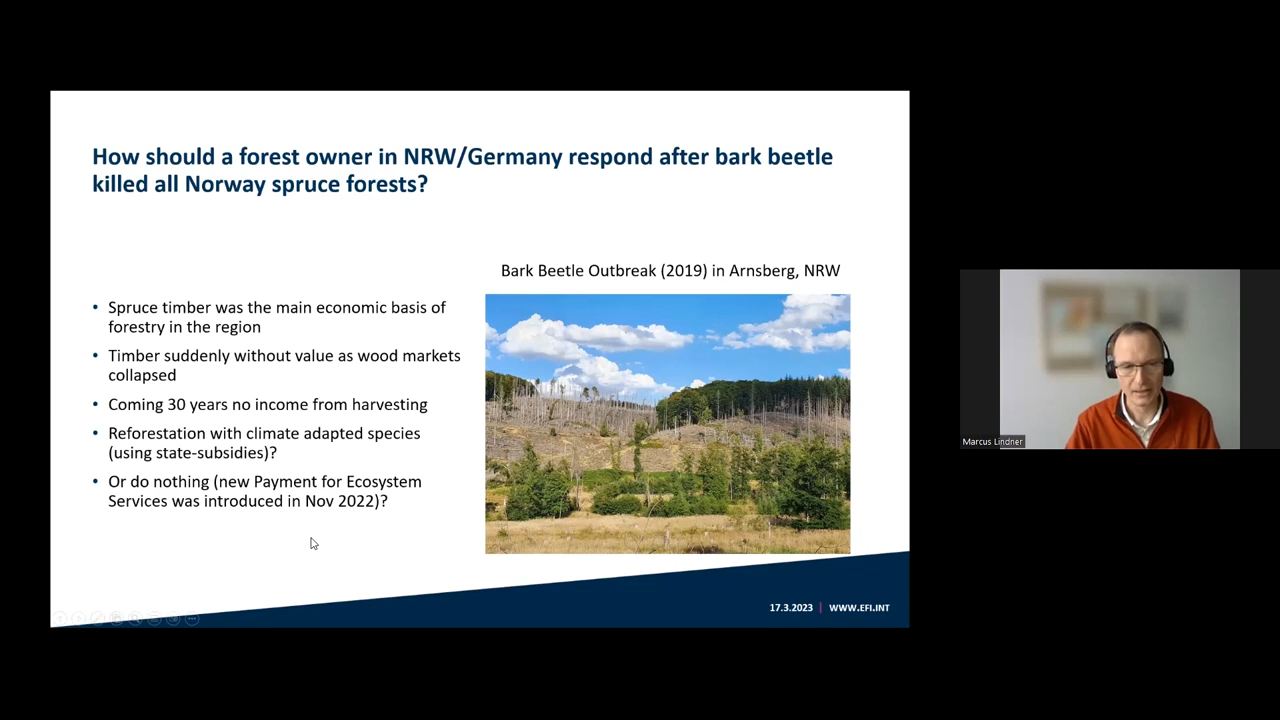 How should a forest owner in NRW/Germany respond after bark beetle
killed all Norway spruce forests?
Bark Beetle Outbreak (2019) in Arnsberg, NRW
• Spruce timber was the main economic basis of
forestry in the region
• Timber suddenly without value as wood markets
collapsed
• Coming 30 years no income from harvesting
• Reforestation with climate adapted species
(using state-subsidies)?
• Or do nothing (new Payment for Ecosystem
Services was introduced in Nov 2022)?
17.3.2023 | WWW.EFI.INT
Marcus Lindner